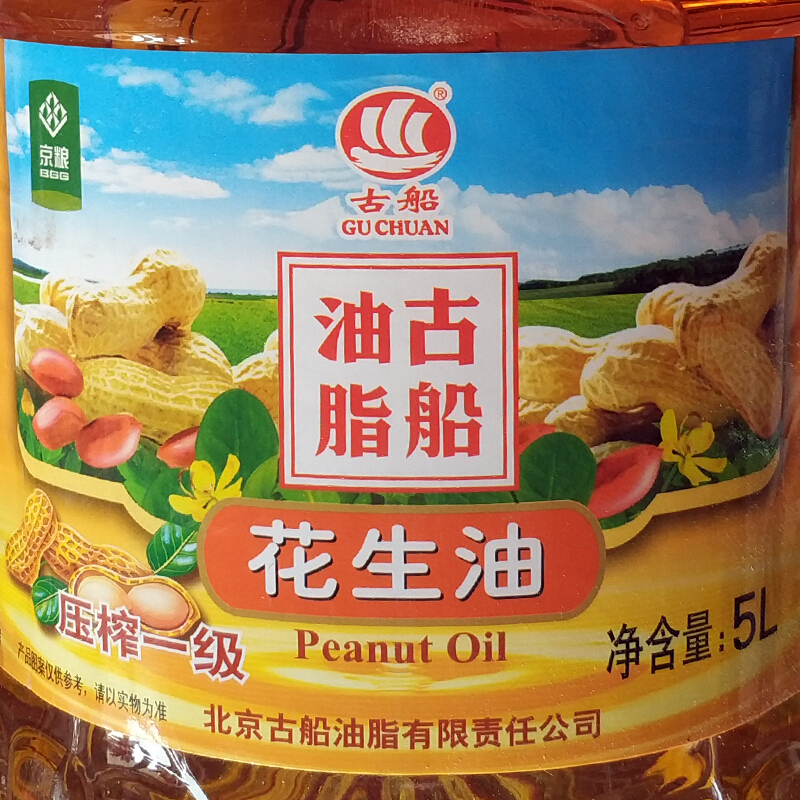 京粮
BGG
®
古船
GU CHUAN
古船
油脂
花生油
Peanut Oil
压榨一级
净含量:5L
产品图案仅供参考，请以实物为准
北京古船油脂有限责任公司